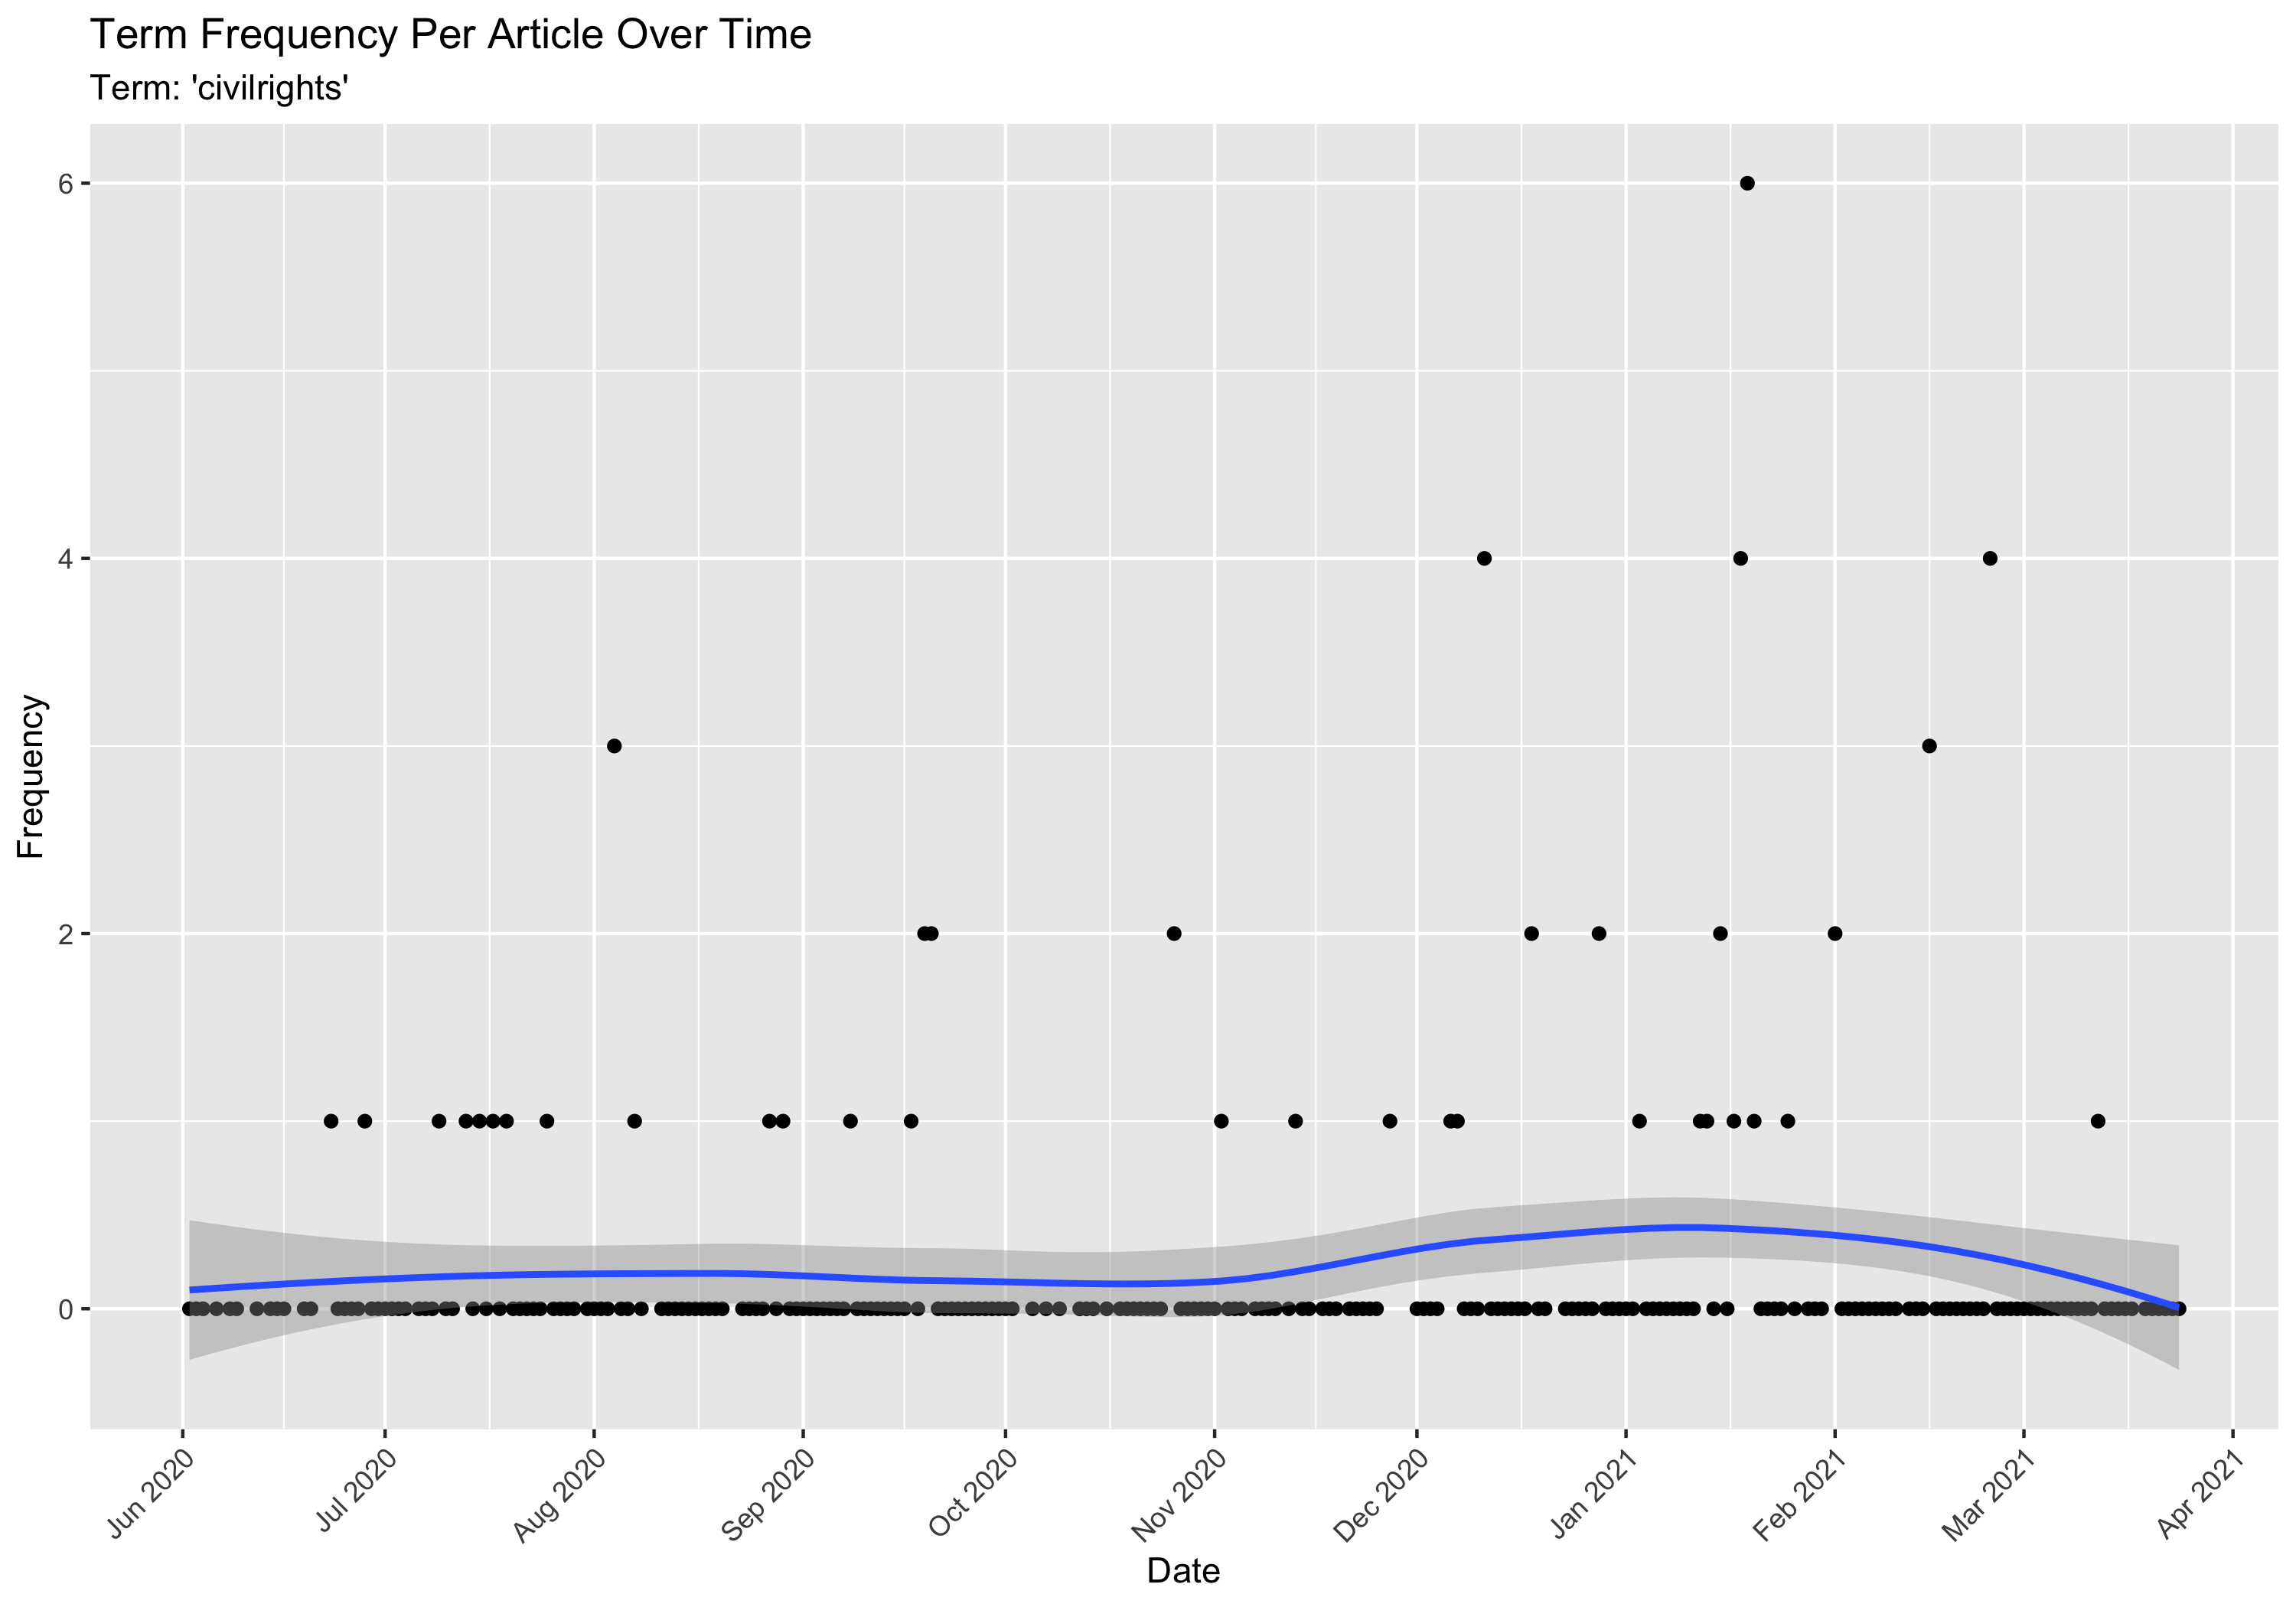 Term Frequency Per Article Over Time
Term: 'civilrights'
6
4
2
0
Frequency
Jun 2020
Jul 2020
Aug 2020
Sep 2020
Oct 2020
Nov 2020
Dec 2020
Jan 2021
Feb 2021
Mar 2021
Apr 2021
Date